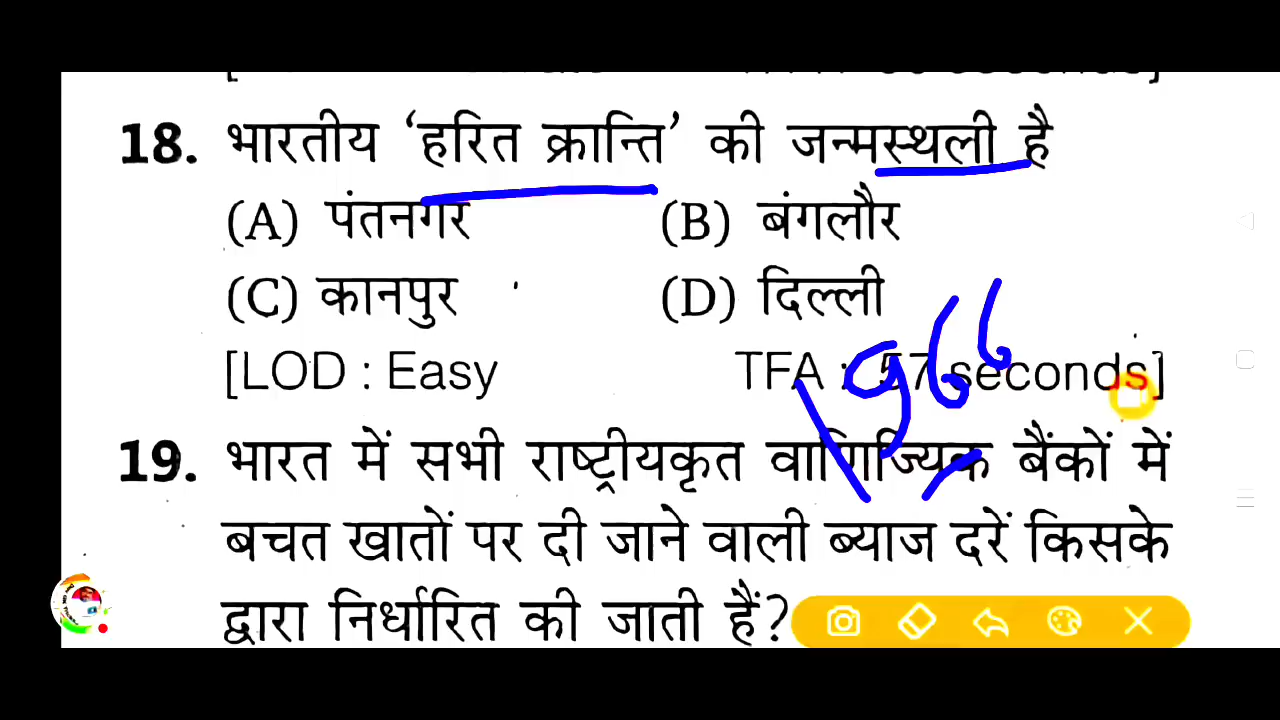 18. भारतीय ‘हरित क्रान्ति’ की जन्मस्थली है
(A) पंतनगर (B) बंगलौर
(C) कानपुर (D) दिल्ली
[LOD : Easy TFA : 57 seconds]
1966
19. भारत में सभी राष्ट्रीयकृत वाणिज्यिक बैंकों में
बचत खातों पर दी जाने वाली ब्याज दरें किसके
द्वारा निर्धारित की जाती हैं?